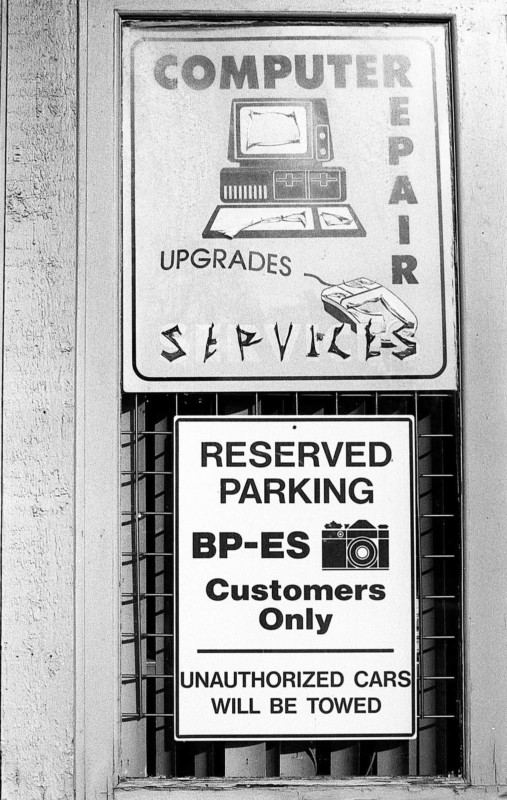 COMPUTER
REPAIR
UPGRADES
SERVICES
RESERVED
PARKING
BP-ES
Customers
Only
UNAUTHORIZED CARS
WILL BE TOWED